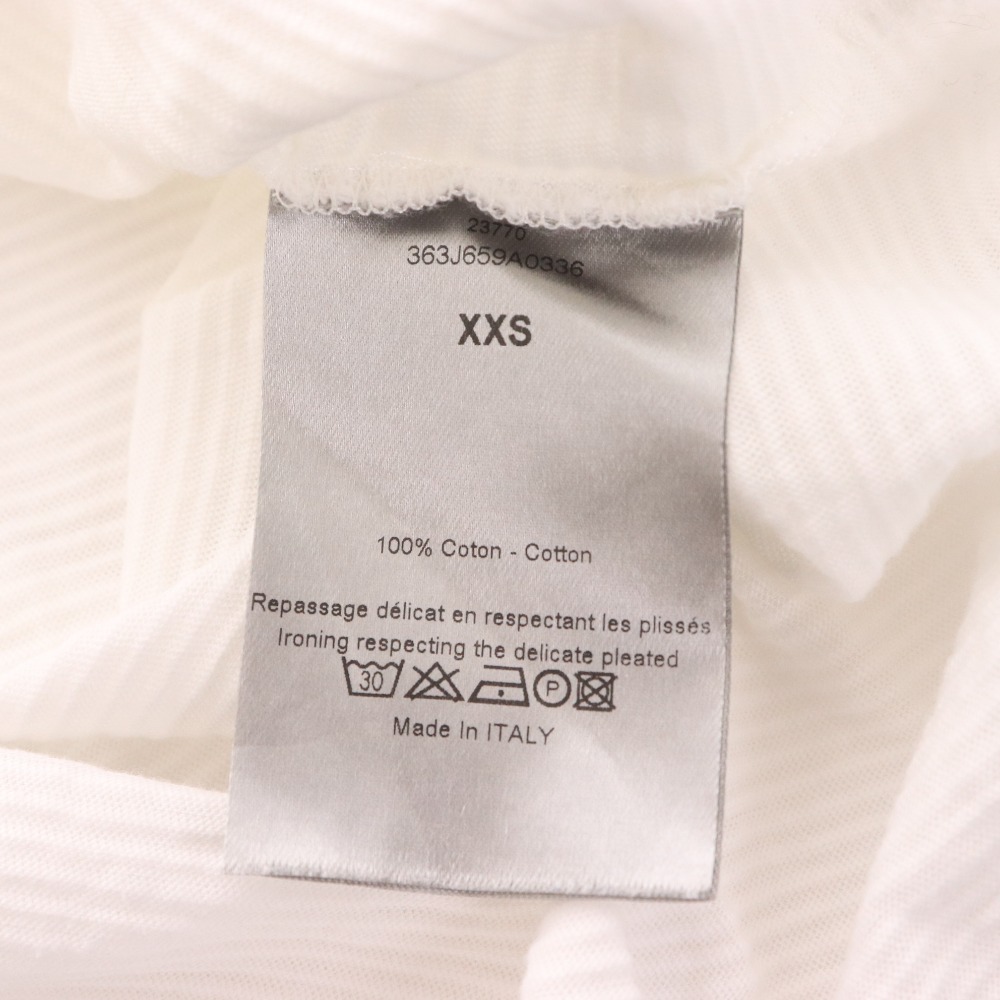 23770
363J659A0336
XXS
100% Coton - Cotton
Repassage délicat en respectant les plissés
Ironing respecting the delicate pleated
30 P
Made In ITALY